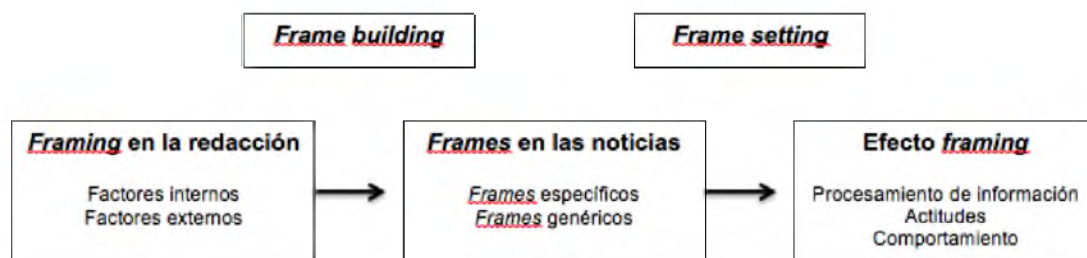 Frame building
Frame setting
Framing en la redacción
Factores internos
Factores externos
Frames en las noticias
Frames específicos
Frames genéricos
Efecto framing
Procesamiento de información
Actitudes
Comportamiento